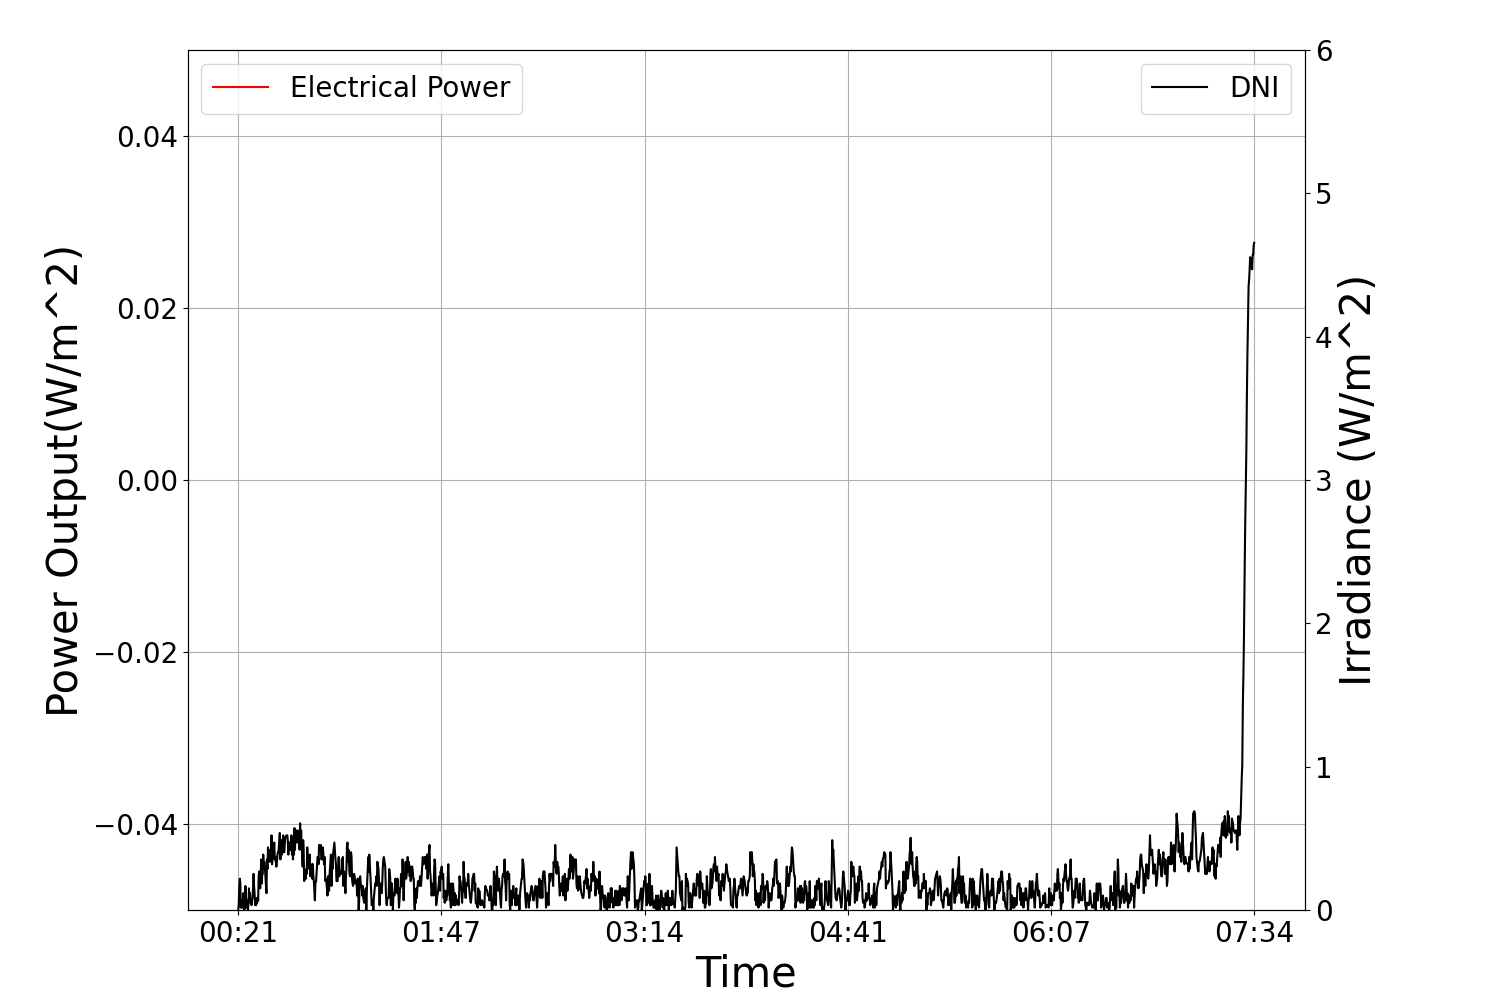 Electrical Power
DNI
Power Output(W/m^2)
0.04
0.02
0.00
−0.02
−0.04
6
5
4
3
2
1
0
Irradiance (W/m^2)
00:21 01:47 03:14 04:41 06:07 07:34
Time